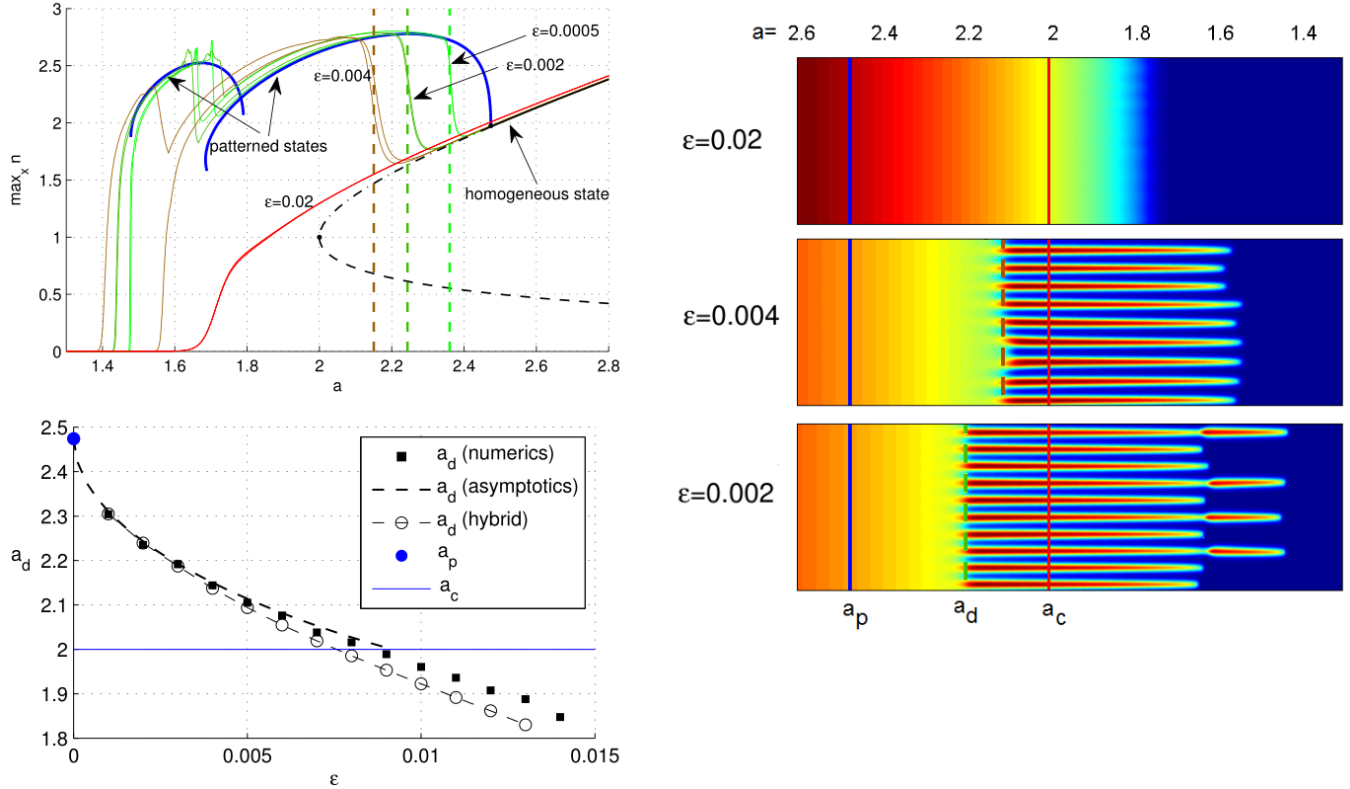 3
2.5
2
1.5
1
0.5
0
max_x n
1.4 1.6 1.8 2 2.2 2.4 2.6 2.8
a
ε=0.0005
ε=0.002
ε=0.004
patterned states
homogeneous state
ε=0.02
2.5
2.4
2.3
2.2
2.1
2
1.9
1.8
a_d
0 0.005 0.01 0.015
ε
a_d (numerics)
a_d (asymptotics)
a_d (hybrid)
a_p
a_c
a= 2.6 2.4 2.2 2 1.8 1.6 1.4
ε=0.02
ε=0.004
ε=0.002
a_p a_d a_c